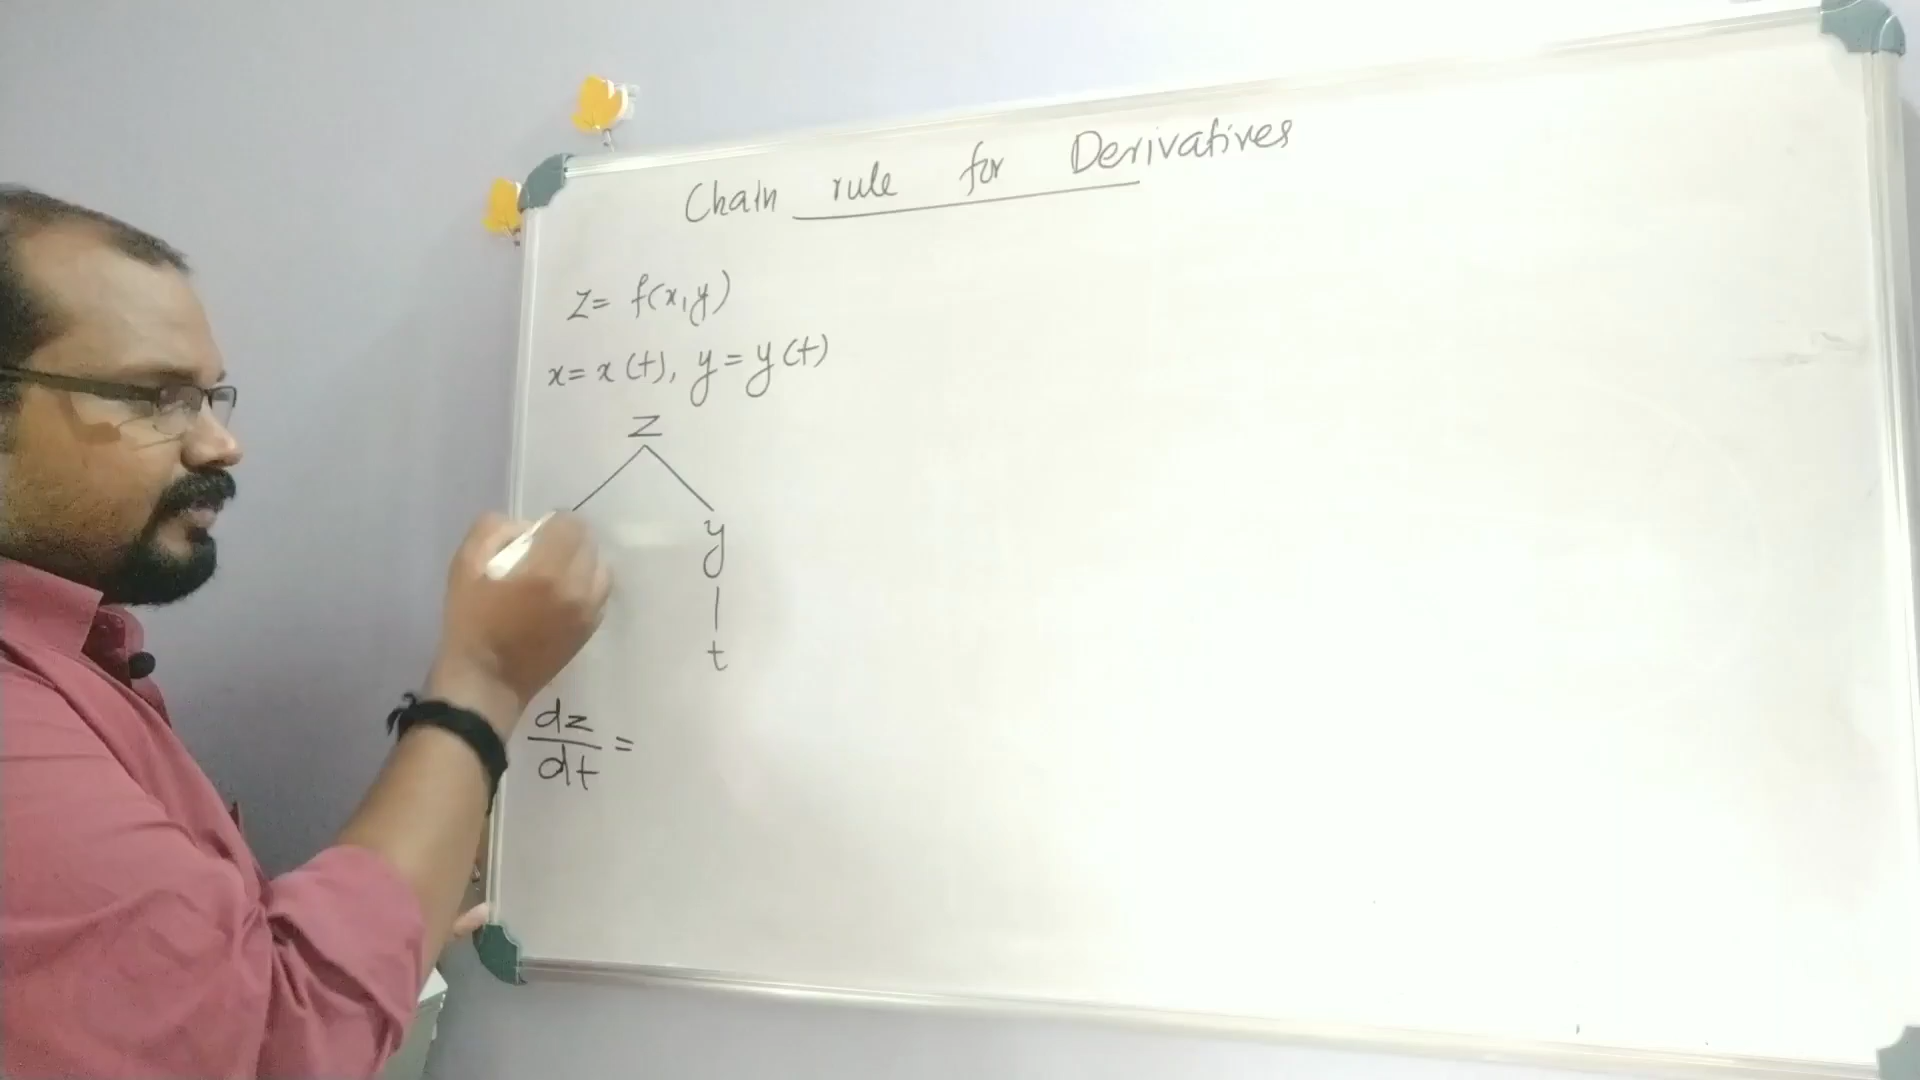 Chain rule for Derivatives
z= f(x,y)
x= x(t), y=y(t)
z
y
t
dz
dt =